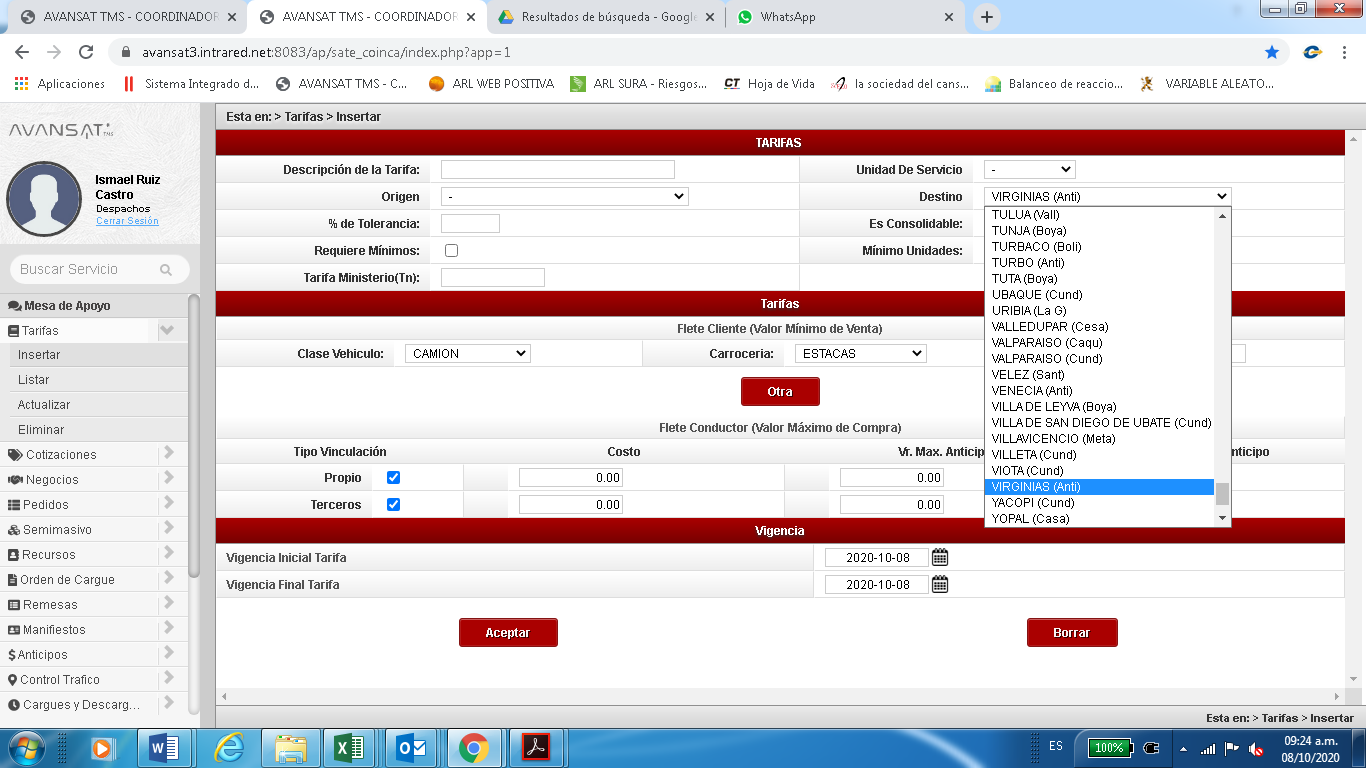 AVANSAT TMS - COORDINADOR
AVANSAT TMS - COORDINADOR
Resultados de búsqueda - Google
WhatsApp
avansat3.intrared.net:8083/ap/sate_coinca/index.php?app=1
Aplicaciones
Sistema Integrado d...
AVANSAT TMS - C...
ARL WEB POSITIVA
ARL SURA - Riesgos...
CT Hoja de Vida
la sociedad del cans...
Balanceo de reaccio...
VARIABLE ALEATO...
AVANSAT TMS
Ismael Ruiz
Castro
Despachos
Cerrar Sesión
Buscar Servicio
Mesa de Apoyo
Tarifas
Insertar
Listar
Actualizar
Eliminar
Cotizaciones
Negocios
Pedidos
Semimasivo
Recursos
Orden de Cargue
Remesas
Manifiestos
Anticipos
Control Trafico
Cargues y Descarg...
Esta en: > Tarifas > Insertar
TARIFAS
Descripción de la Tarifa:
Unidad De Servicio -
Origen -
Destino VIRGINIAS (Anti)
% de Tolerancia:
Es Consolidable:
Requiere Mínimos:
Mínimo Unidades:
Tarifa Ministerio(Tn):
TULUA (Vall)
TUNJA (Boya)
TURBACO (Boli)
TURBO (Anti)
TUTA (Boya)
UBAQUE (Cund)
URIBIA (La G)
VALLEDUPAR (Cesa)
VALPARAISO (Caqu)
VALPARAISO (Cund)
VELEZ (Sant)
VENECIA (Anti)
VILLA DE LEYVA (Boya)
VILLA DE SAN DIEGO DE UBATE (Cund)
VILLAVICENCIO (Meta)
VILLETA (Cund)
VIOTA (Cund)
VIRGINIAS (Anti)
YACOPI (Cund)
YOPAL (Casa)
Tarifas
Flete Cliente (Valor Mínimo de Venta)
Clase Vehiculo: CAMION
Carroceria: ESTACAS
Otra
Flete Conductor (Valor Máximo de Compra)
Tipo Vinculación Costo Vr. Max. Anticip nticipo
Propio 0.00 0.00
Terceros 0.00 0.00
Vigencia
Vigencia Inicial Tarifa 2020-10-08
Vigencia Final Tarifa 2020-10-08
Aceptar Borrar
Esta en: > Tarifas > Insertar
ES
100%
09:24 a.m.
08/10/2020